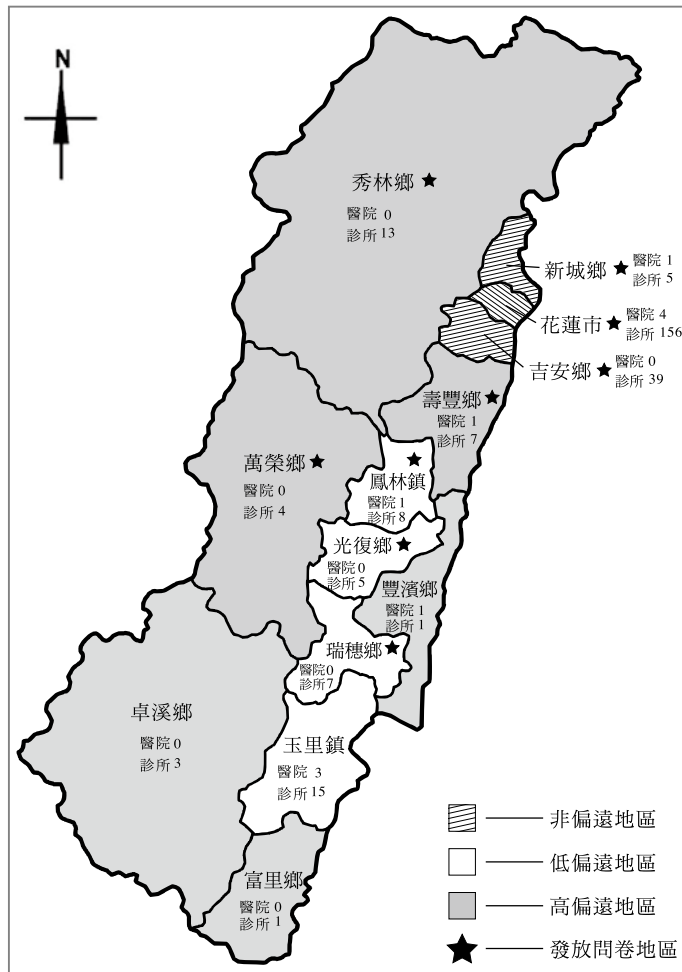 N
秀林鄉
醫院 0
診所 13
新城鄉
醫院 1
診所 5
花蓮市
醫院 4
診所 156
吉安鄉
醫院 0
診所 39
壽豐鄉
醫院 1
診所 7
萬榮鄉
醫院 0
診所 4
鳳林鎮
醫院 1
診所 8
光復鄉
醫院 0
診所 5
豐濱鄉
醫院 1
診所 1
瑞穗鄉
醫院 0
診所 7
卓溪鄉
醫院 0
診所 3
玉里鎮
醫院 3
診所 15
富里鄉
醫院 0
診所 1
非偏遠地區
低偏遠地區
高偏遠地區
發放問卷地區